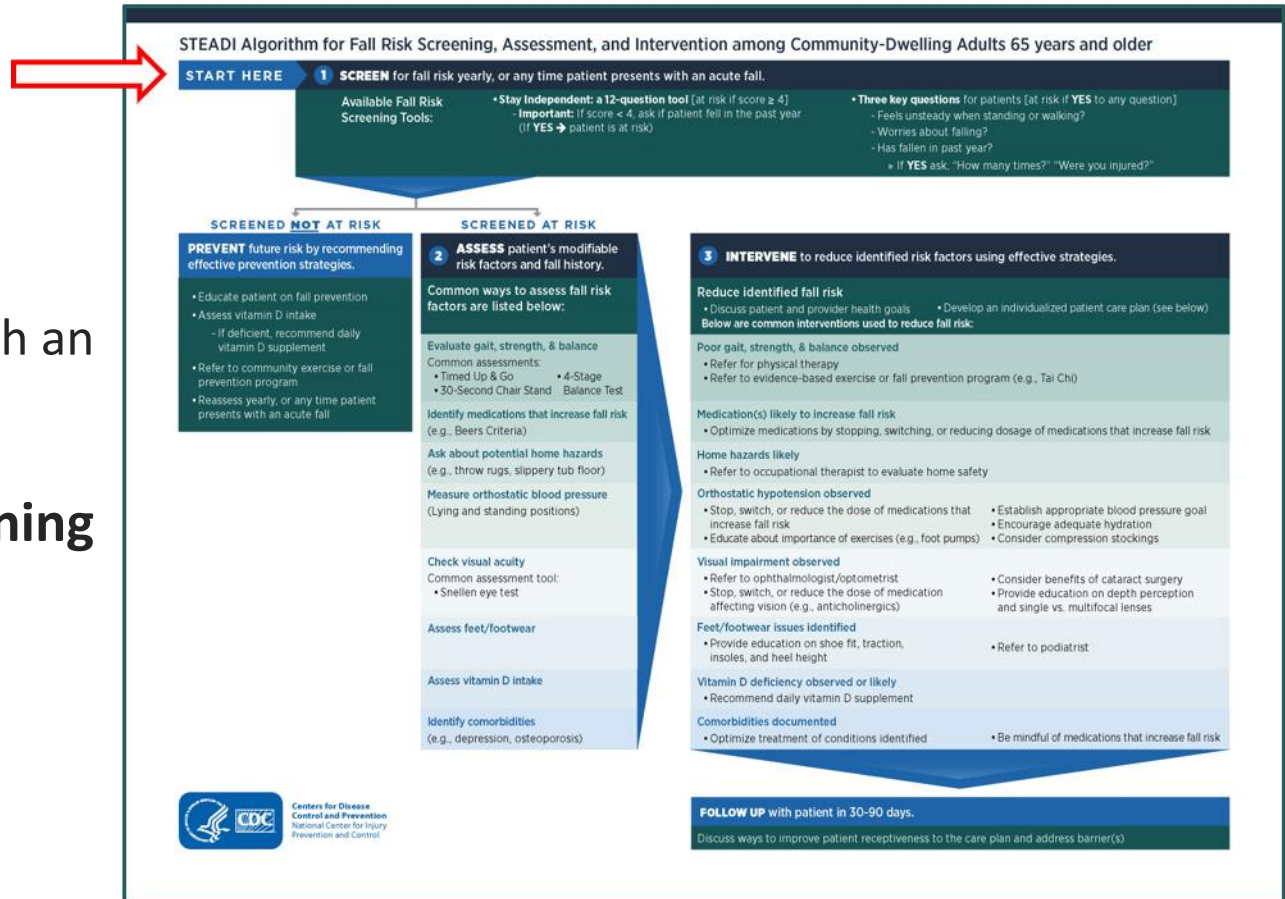 h an
ning
STEADI Algorithm for Fall Risk Screening, Assessment, and Intervention among Community-Dwelling Adults 65 years and older
START HERE
1 SCREEN for fall risk yearly, or any time patient presents with an acute fall.
Available Fall Risk
Screening Tools:
• Stay Independent: a 12-question tool [at risk if score ≥ 4]
- Important: If score < 4, ask if patient fell in the past year
(If YES → patient is at risk)
• Three key questions for patients [at risk if YES to any question]
- Feels unsteady when standing or walking?
- Worries about falling?
- Has fallen in past year?
» If YES ask, "How many times?" "Were you injured?"
SCREENED NOT AT RISK
PREVENT future risk by recommending
effective prevention strategies.
• Educate patient on fall prevention
• Assess vitamin D intake
- If deficient, recommend daily
vitamin D supplement
• Refer to community exercise or fall
prevention program
• Reassess yearly, or any time patient
presents with an acute fall
SCREENED AT RISK
2 ASSESS patient's modifiable
risk factors and fall history.
Common ways to assess fall risk
factors are listed below:
Evaluate gait, strength, & balance
Common assessments:
• Timed Up & Go • 4-Stage
• 30-Second Chair Stand Balance Test
Identify medications that increase fall risk
(e.g., Beers Criteria)
Ask about potential home hazards
(e.g., throw rugs, slippery tub floor)
Measure orthostatic blood pressure
(Lying and standing positions)
Check visual acuity
Common assessment tool:
• Snellen eye test
Assess feet/footwear
Assess vitamin D intake
Identify comorbidities
(e.g., depression, osteoporosis)
3 INTERVENE to reduce identified risk factors using effective strategies.
Reduce identified fall risk
• Discuss patient and provider health goals • Develop an individualized patient care plan (see below)
Below are common interventions used to reduce fall risk:
Poor gait, strength, & balance observed
• Refer for physical therapy
• Refer to evidence-based exercise or fall prevention program (e.g., Tai Chi)
Medication(s) likely to increase fall risk
• Optimize medications by stopping, switching, or reducing dosage of medications that increase fall risk
Home hazards likely
• Refer to occupational therapist to evaluate home safety
Orthostatic hypotension observed
• Stop, switch, or reduce the dose of medications that
increase fall risk
• Educate about importance of exercises (e.g., foot pumps)
• Establish appropriate blood pressure goal
• Encourage adequate hydration
• Consider compression stockings
Visual impairment observed
• Refer to ophthalmologist/optometrist
• Stop, switch, or reduce the dose of medication
affecting vision (e.g., anticholinergics)
• Consider benefits of cataract surgery
• Provide education on depth perception
and single vs. multifocal lenses
Feet/footwear issues identified
• Provide education on shoe fit, traction,
insoles, and heel height
• Refer to podiatrist
Vitamin D deficiency observed or likely
• Recommend daily vitamin D supplement
Comorbidities documented
• Optimize treatment of conditions identified
• Be mindful of medications that increase fall risk
FOLLOW UP with patient in 30-90 days.
Discuss ways to improve patient receptiveness to the care plan and address barrier(s)
CDC
Centers for Disease
Control and Prevention
National Center for Injury
Prevention and Control